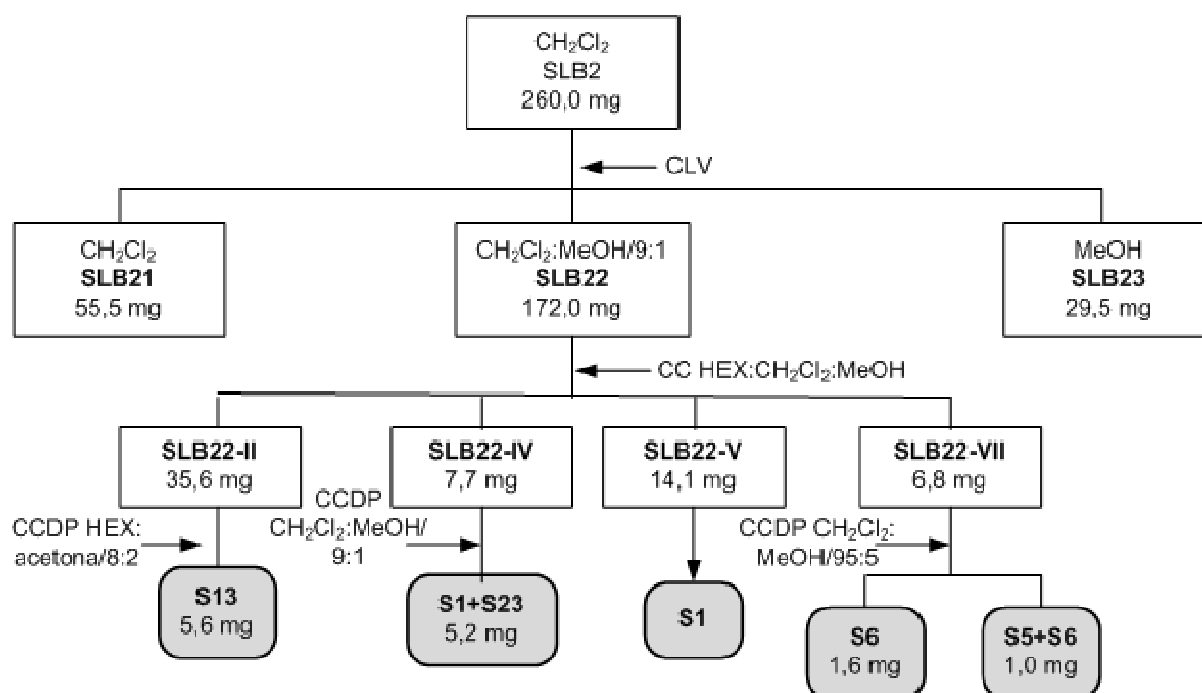 CH₂Cl₂
SLB2
260,0 mg
CLV
CH₂Cl₂
SLB21
55,5 mg
CH₂Cl₂:MeOH/9:1
SLB22
172,0 mg
MeOH
SLB23
29,5 mg
CC HEX:CH₂Cl₂:MeOH
SLB22-II
35,6 mg
SLB22-IV
7,7 mg
SLB22-V
14,1 mg
SLB22-VII
6,8 mg
CCDP HEX:
acetona/8:2
CCDP
CH₂Cl₂:MeOH/
9:1
CCDP CH₂Cl₂:
MeOH/95:5
S13
5,6 mg
S1+S23
5,2 mg
S1
S6
1,6 mg
S5+S6
1,0 mg